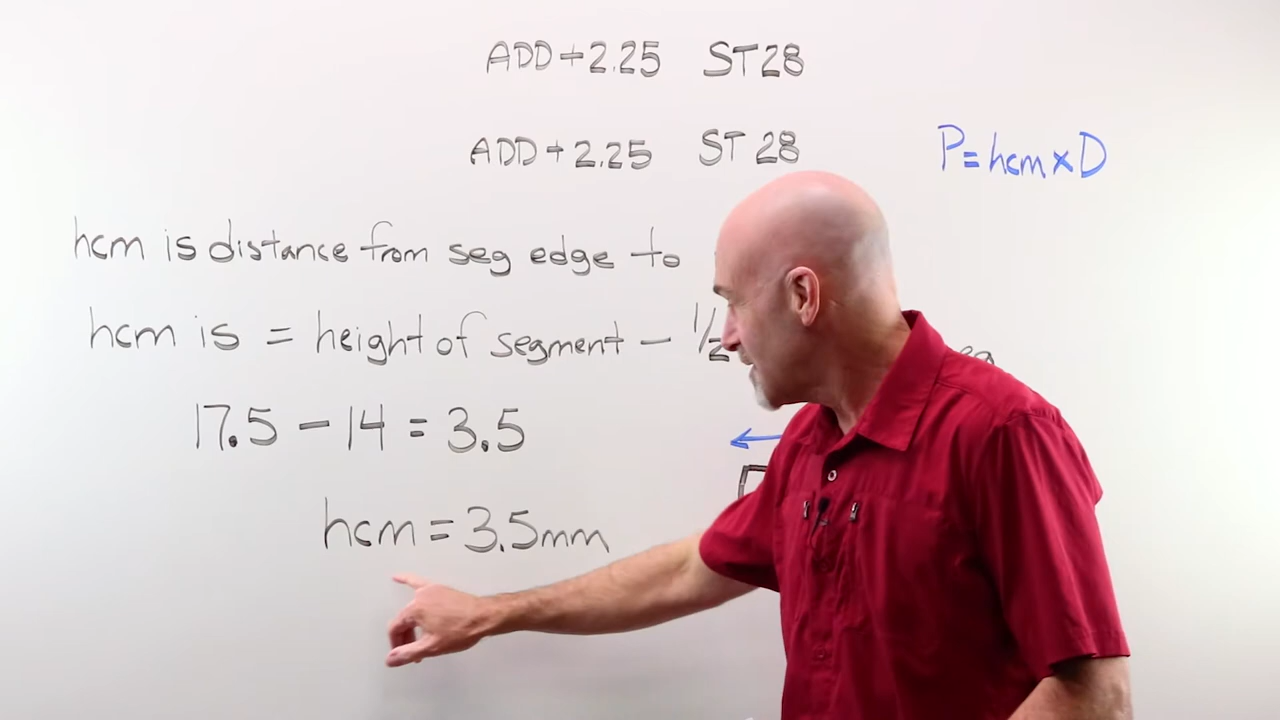 ADD+2.25 ST28
ADD+2.25 ST 28
P=hcm×D
hcm is distance from seg edge to
hcm is = height of segment - 1/2
17.5 - 14 = 3.5
hcm = 3.5mm